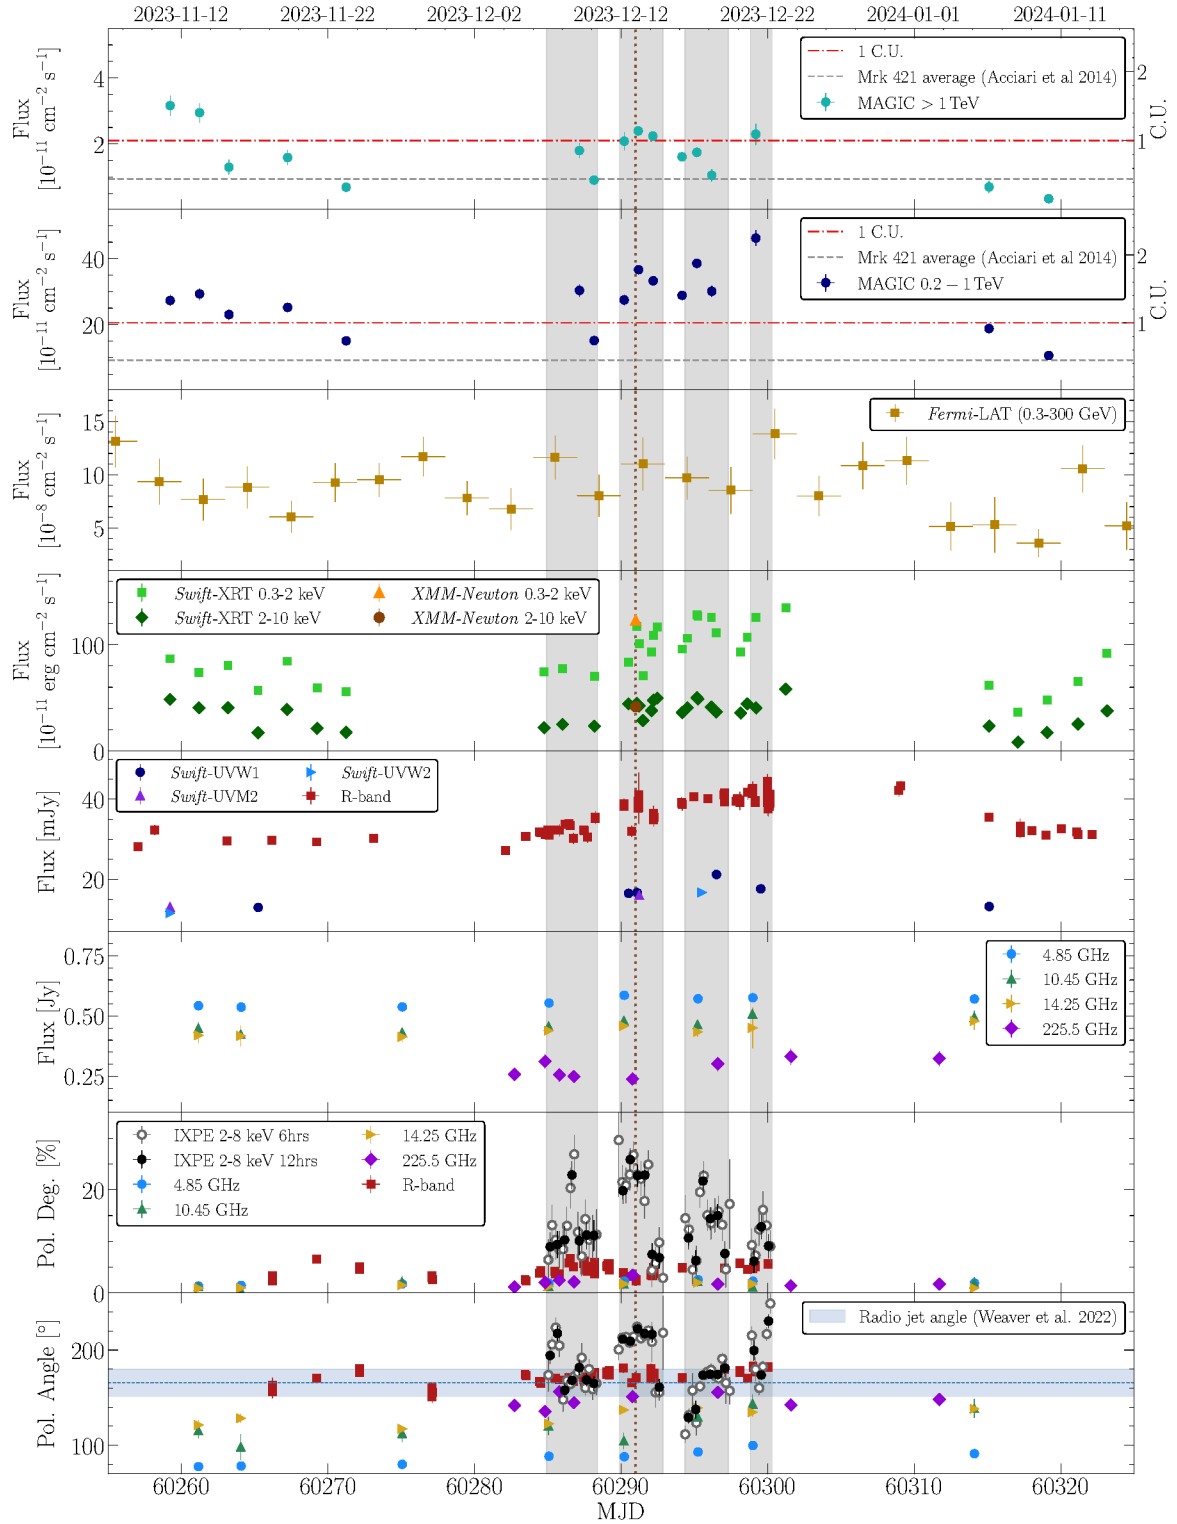 2023-11-12 2023-11-22 2023-12-02 2023-12-12 2023-12-22 2024-01-01 2024-01-11
Flux
[10−11 cm−2 s−1]
4
2
1 C.U.
Mrk 421 average (Acciari et al 2014)
MAGIC > 1 TeV
2
1
C.U.
Flux
[10−11 cm−2 s−1]
40
20
1 C.U.
Mrk 421 average (Acciari et al 2014)
MAGIC 0.2 − 1 TeV
2
1
C.U.
Flux
[10−8 cm−2 s−1]
15
10
5
Fermi-LAT (0.3-300 GeV)
Flux
[10−11 erg cm−2 s−1]
100
0
Swift-XRT 0.3-2 keV
Swift-XRT 2-10 keV
XMM-Newton 0.3-2 keV
XMM-Newton 2-10 keV
Flux [mJy]
40
20
Swift-UVW1
Swift-UVM2
Swift-UVW2
R-band
Flux [Jy]
0.75
0.50
0.25
4.85 GHz
10.45 GHz
14.25 GHz
225.5 GHz
Pol. Deg. [%]
20
0
IXPE 2-8 keV 6hrs
IXPE 2-8 keV 12hrs
4.85 GHz
10.45 GHz
14.25 GHz
225.5 GHz
R-band
Pol. Angle [°]
200
100
Radio jet angle (Weaver et al. 2022)
60260 60270 60280 60290 60300 60310 60320
MJD